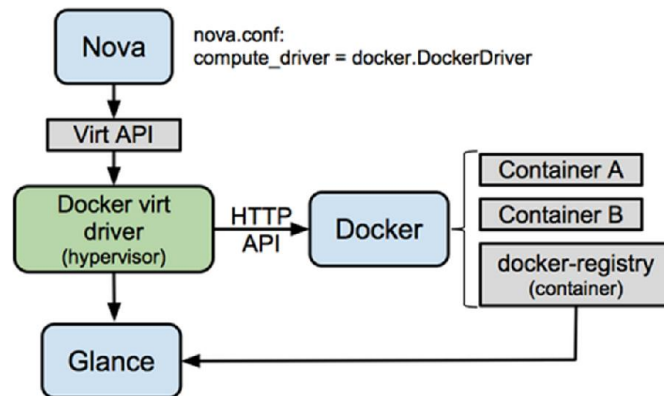 Nova
nova.conf:
compute_driver = docker.DockerDriver
Virt API
Docker virt
driver
(hypervisor)
HTTP
API
Docker
Container A
Container B
docker-registry
(container)
Glance